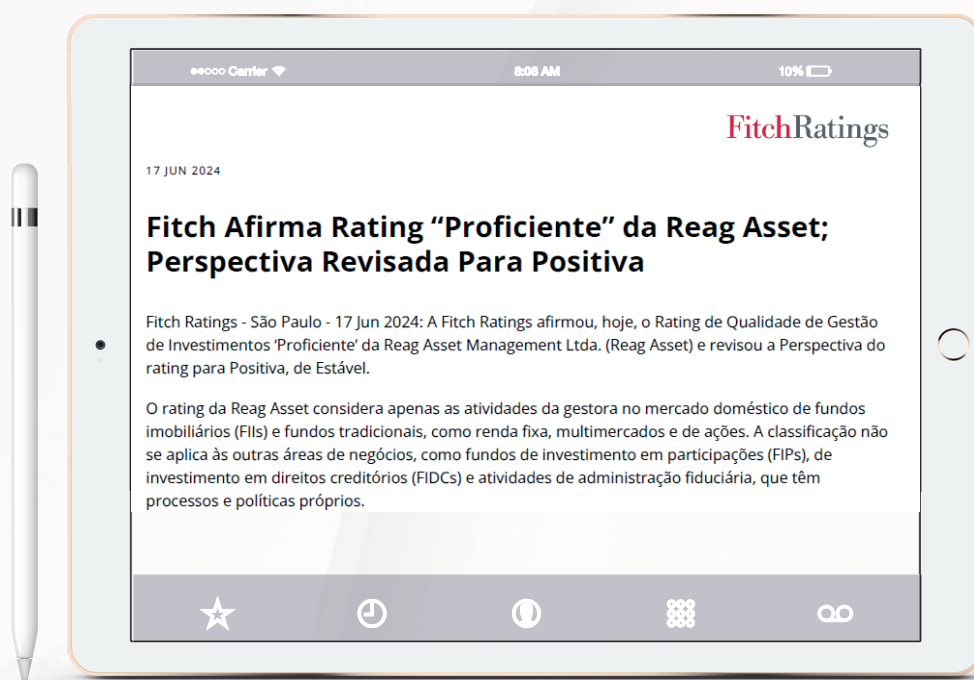 Carrier
8:08 AM
10%
FitchRatings
17 JUN 2024
Fitch Afirma Rating “Proficiente” da Reag Asset;
Perspectiva Revisada Para Positiva
Fitch Ratings - São Paulo - 17 Jun 2024: A Fitch Ratings afirmou, hoje, o Rating de Qualidade de Gestão
de Investimentos ‘Proficiente’ da Reag Asset Management Ltda. (Reag Asset) e revisou a Perspectiva do
rating para Positiva, de Estável.
O rating da Reag Asset considera apenas as atividades da gestora no mercado doméstico de fundos
imobiliários (FIIs) e fundos tradicionais, como renda fixa, multimercados e de ações. A classificação não
se aplica às outras áreas de negócios, como fundos de investimento em participações (FIPs), de
investimento em direitos creditórios (FIDCs) e atividades de administração fiduciária, que têm
processos e políticas próprios.